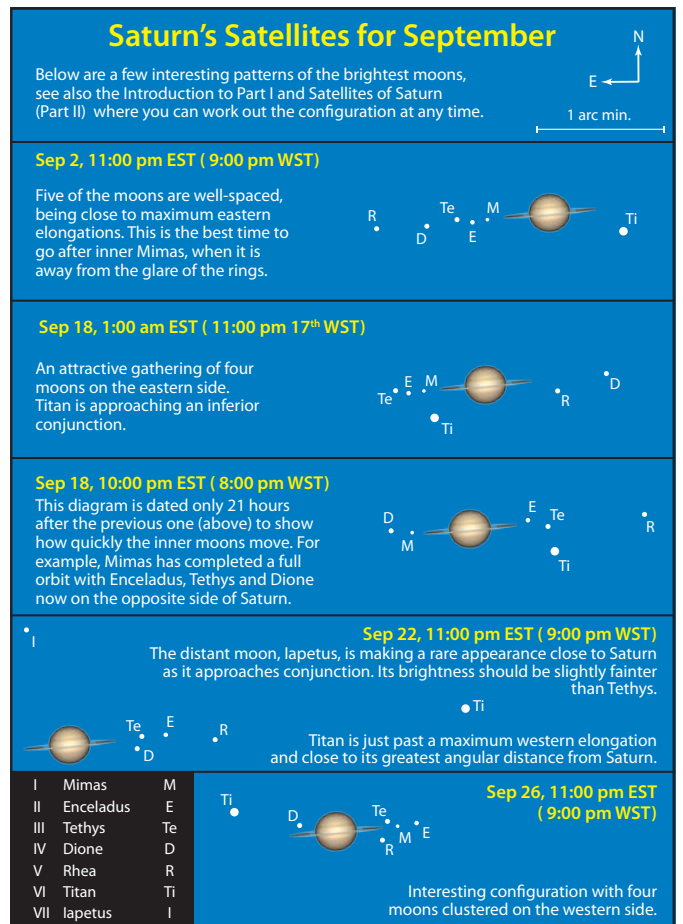 Saturn's Satellites for September
Below are a few interesting patterns of the brightest moons,
see also the Introduction to Part I and Satellites of Saturn
(Part II) where you can work out the configuration at any time.
N
E
1 arc min.
Sep 2, 11:00 pm EST ( 9:00 pm WST)
Five of the moons are well-spaced,
being close to maximum eastern
elongations. This is the best time to
go after inner Mimas, when it is
away from the glare of the rings.
R
D
Te
E
M
Ti
Sep 18, 1:00 am EST ( 11:00 pm 17th WST)
An attractive gathering of four
moons on the eastern side.
Titan is approaching an inferior
conjunction.
Te
E
M
Ti
R
D
Sep 18, 10:00 pm EST ( 8:00 pm WST)
This diagram is dated only 21 hours
after the previous one (above) to show
how quickly the inner moons move. For
example, Mimas has completed a full
orbit with Enceladus, Tethys and Dione
now on the opposite side of Saturn.
D
M
E
Te
Ti
R
I
Sep 22, 11:00 pm EST ( 9:00 pm WST)
The distant moon, Iapetus, is making a rare appearance close to Saturn
as it approaches conjunction. Its brightness should be slightly fainter
than Tethys.
Ti
Te
E
D
R
Titan is just past a maximum western elongation
and close to its greatest angular distance from Saturn.
I Mimas M
II Enceladus E
III Tethys Te
IV Dione D
V Rhea R
VI Titan Ti
VII Iapetus I
Sep 26, 11:00 pm EST
( 9:00 pm WST)
Ti
D
Te
M
E
R
Interesting configuration with four
moons clustered on the western side.